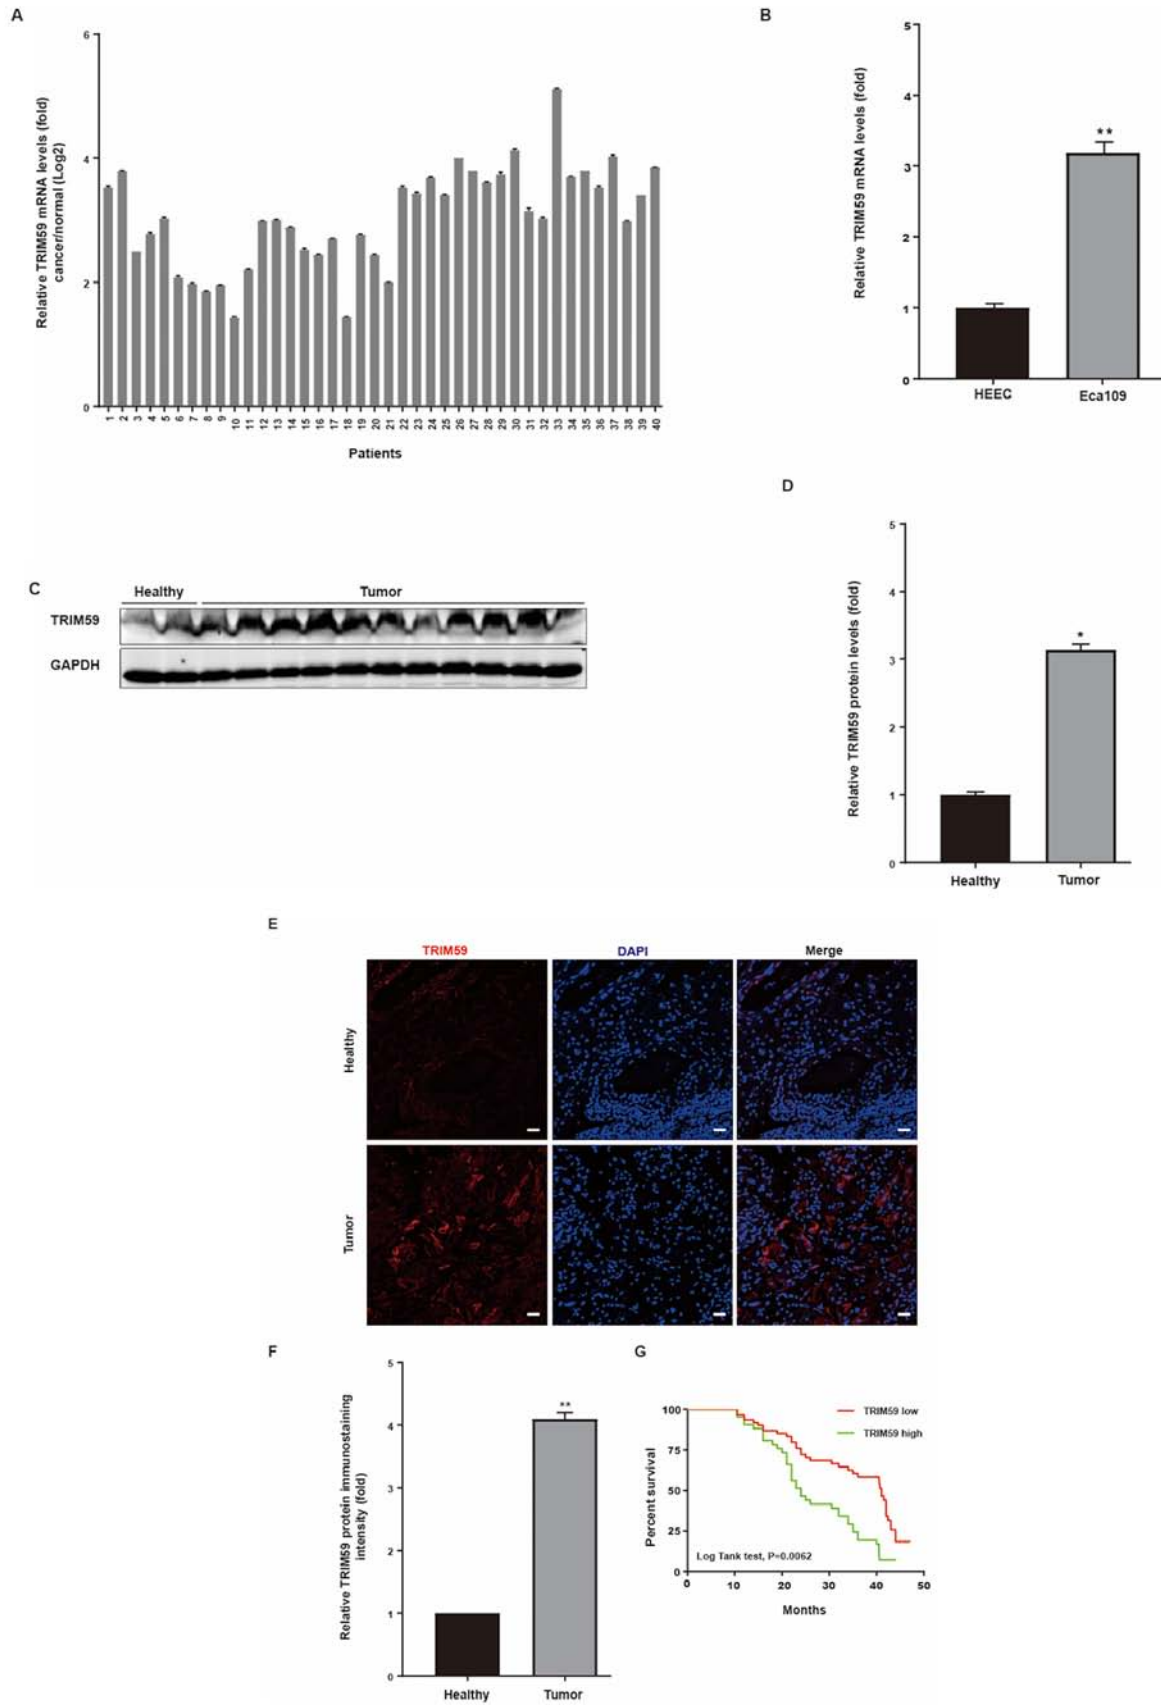 A
Relative TRIM59 mRNA levels (fold)
cancer/normal (Log2)
6
4
2
0
1 2 3 4 5 6 7 8 9 10 11 12 13 14 15 16 17 18 19 20 21 22 23 24 25 26 27 28 29 30 31 32 33 34 35 36 37 38 39 40
Patients
B
Relative TRIM59 mRNA levels (fold)
5
4
3
2
1
0
**
HEEC
Eca109
C
Healthy
Tumor
TRIM59
GAPDH
D
Relative TRIM59 protein levels (fold)
5
4
3
2
1
0
*
Healthy
Tumor
E
TRIM59
DAPI
Merge
Healthy
Tumor
F
Relative TRIM59 protein immunostaining
intensity (fold)
5
4
3
2
1
0
**
Healthy
Tumor
G
Percent survival
100
75
50
25
0
TRIM59 low
TRIM59 high
Log Tank test, P=0.0062
0 10 20 30 40 50
Months